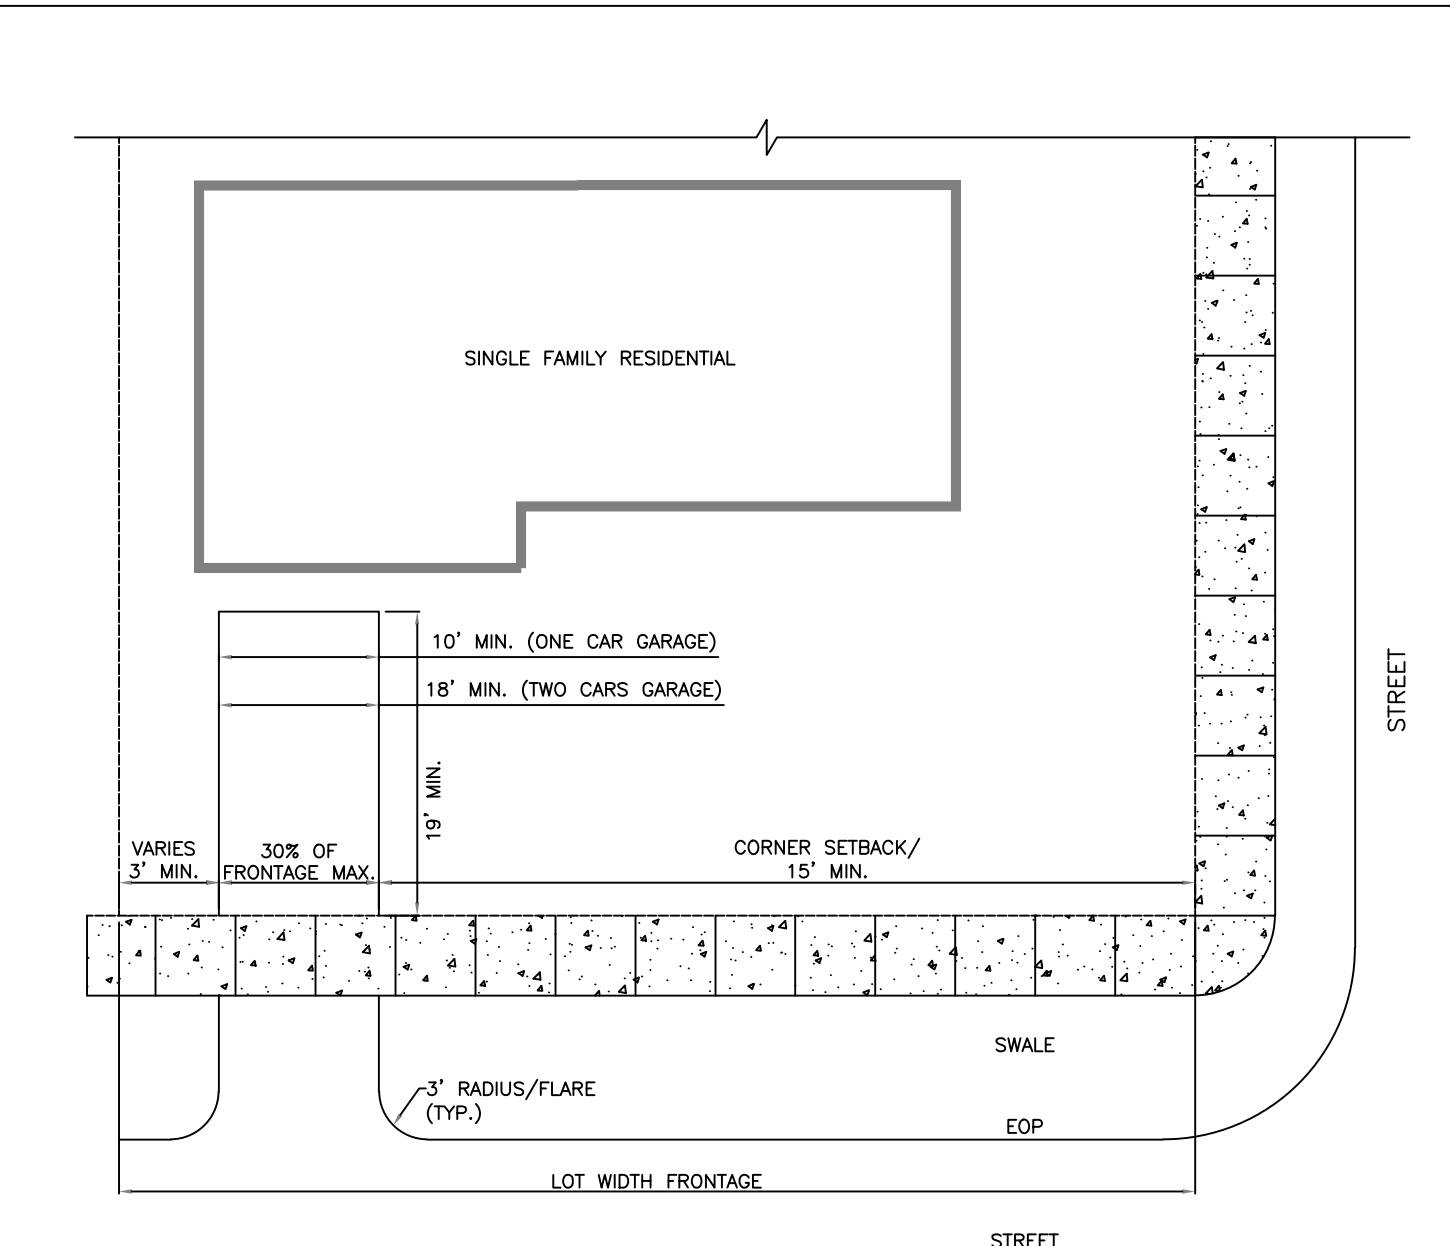 SINGLE FAMILY RESIDENTIAL
10' MIN. (ONE CAR GARAGE)
18' MIN. (TWO CARS GARAGE)
19' MIN.
STREET
VARIES
3' MIN.
30% OF
FRONTAGE MAX.
CORNER SETBACK/
15' MIN.
SWALE
3' RADIUS/FLARE
(TYP.)
EOP
LOT WIDTH FRONTAGE
STREET